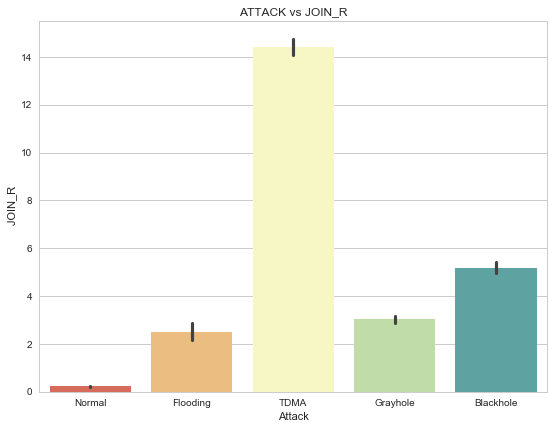 ATTACK vs JOIN_R
14
12
10
8
6
4
2
0
JOIN_R
Normal Flooding TDMA Grayhole Blackhole
Attack